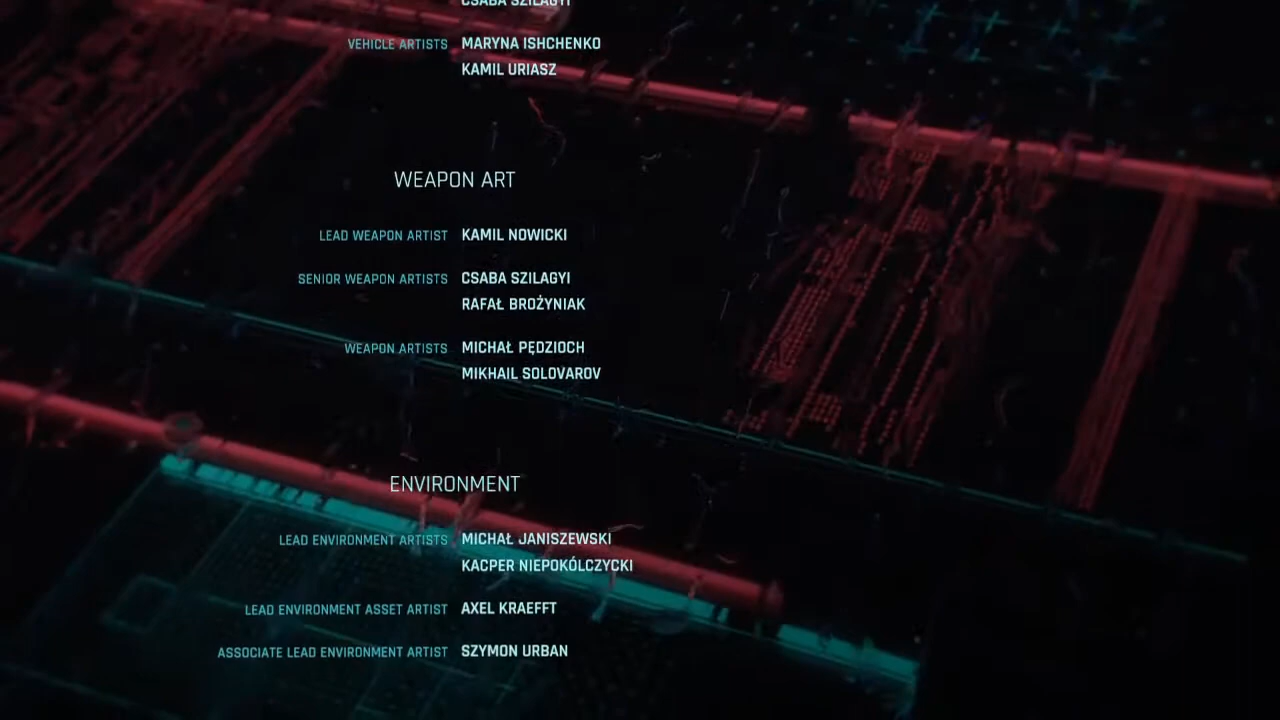 CSABA SZILAGYI
VEHICLE ARTISTS MARYNA ISHCHENKO
KAMIL URIASZ
WEAPON ART
LEAD WEAPON ARTIST KAMIL NOWICKI
SENIOR WEAPON ARTISTS CSABA SZILAGYI
RAFAŁ BROŻYNIAK
WEAPON ARTISTS MICHAŁ PĘDZIOCH
MIKHAIL SOLOVAROV
ENVIRONMENT
LEAD ENVIRONMENT ARTISTS MICHAŁ JANISZEWSKI
KACPER NIEPOKÓLCZYCKI
LEAD ENVIRONMENT ASSET ARTIST AXEL KRAEFFT
ASSOCIATE LEAD ENVIRONMENT ARTIST SZYMON URBAN